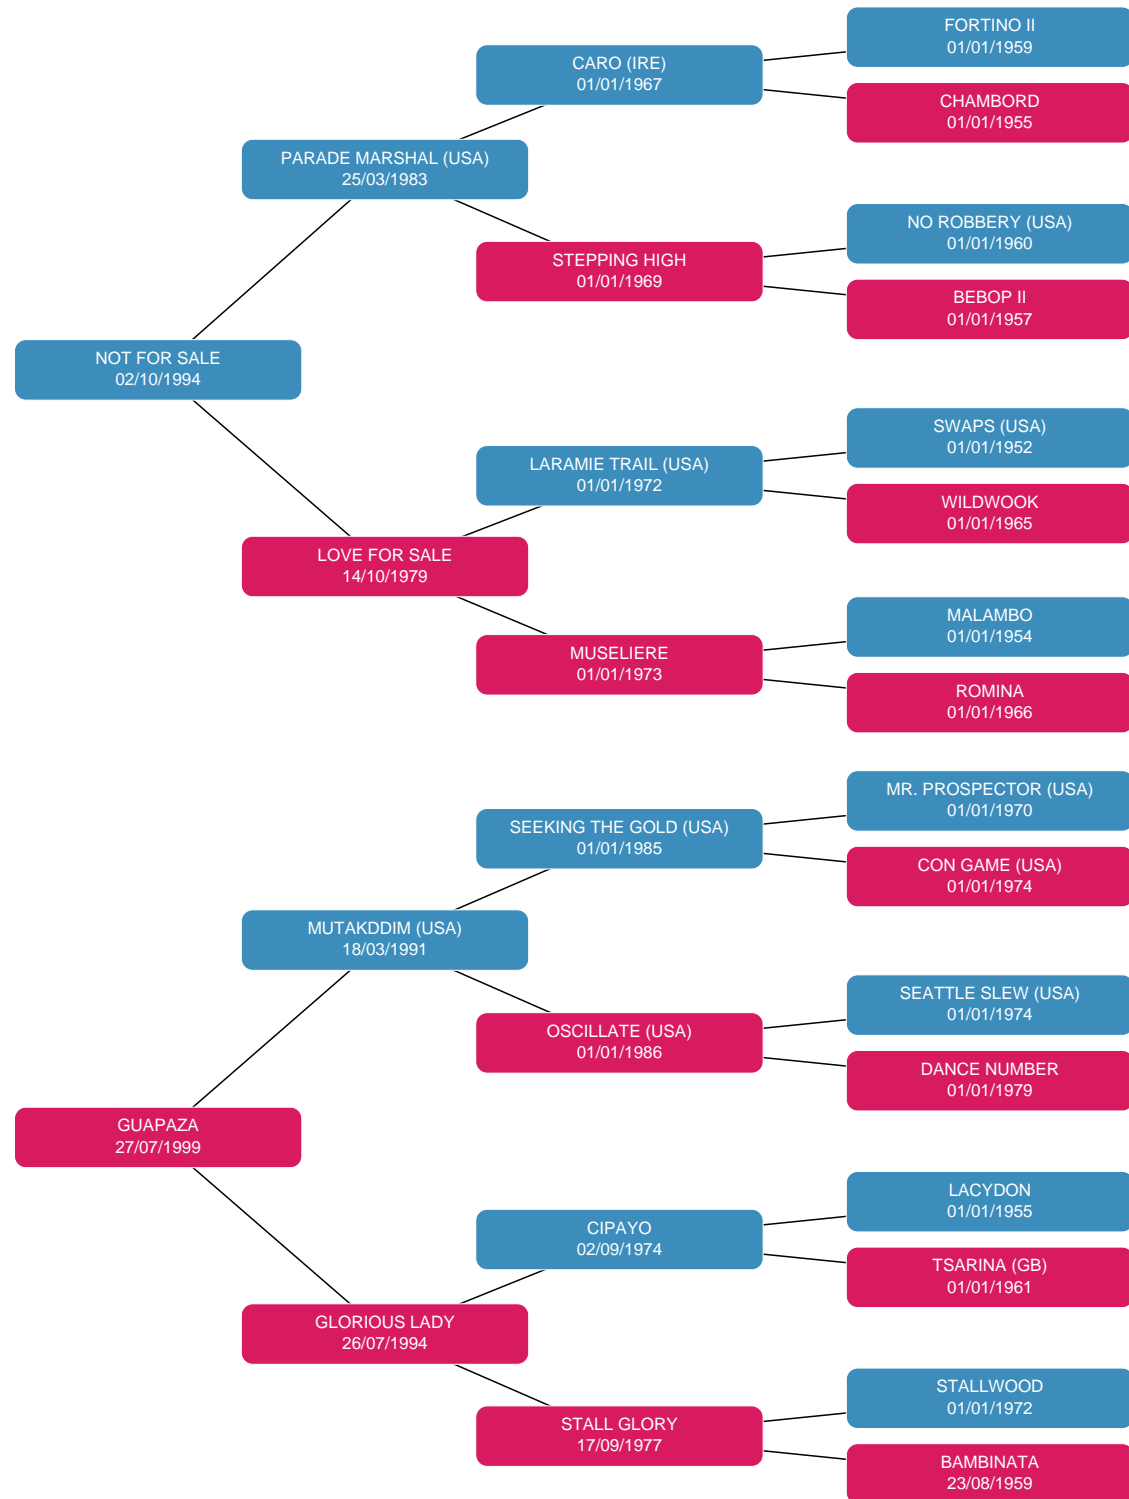 FORTINO II
01/01/1959
CARO (IRE)
01/01/1967
CHAMBORD
01/01/1955
PARADE MARSHAL (USA)
25/03/1983
NO ROBBERY (USA)
01/01/1960
STEPPING HIGH
01/01/1969
BEBOP II
01/01/1957
NOT FOR SALE
02/10/1994
SWAPS (USA)
01/01/1952
LARAMIE TRAIL (USA)
01/01/1972
WILDWOOK
01/01/1965
LOVE FOR SALE
14/10/1979
MALAMBO
01/01/1954
MUSELIERE
01/01/1973
ROMINA
01/01/1966
MR. PROSPECTOR (USA)
01/01/1970
SEEKING THE GOLD (USA)
01/01/1985
CON GAME (USA)
01/01/1974
MUTAKDDIM (USA)
18/03/1991
SEATTLE SLEW (USA)
01/01/1974
OSCILLATE (USA)
01/01/1986
DANCE NUMBER
01/01/1979
GUAPAZA
27/07/1999
LACYDON
01/01/1955
CIPAYO
02/09/1974
TSARINA (GB)
01/01/1961
GLORIOUS LADY
26/07/1994
STALLWOOD
01/01/1972
STALL GLORY
17/09/1977
BAMBINATA
23/08/1959